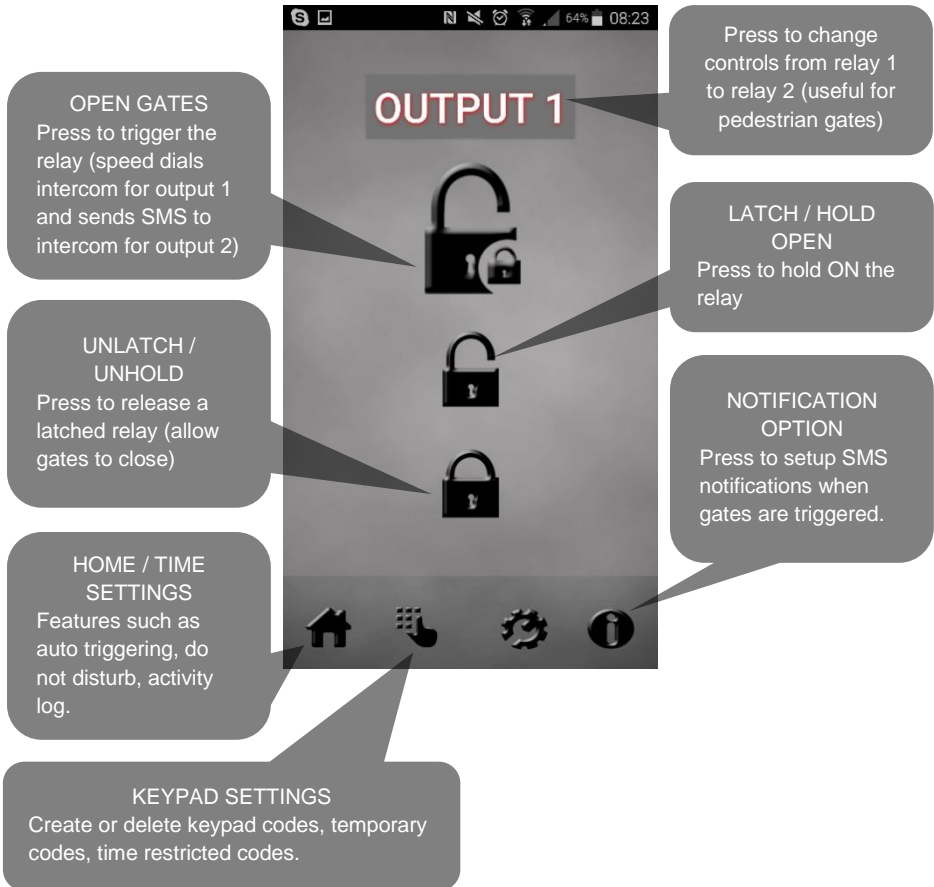 64% 08:23
OUTPUT 1
OPEN GATES
Press to trigger the
relay (speed dials
intercom for output 1
and sends SMS to
intercom for output 2)
UNLATCH /
UNHOLD
Press to release a
latched relay (allow
gates to close)
HOME / TIME
SETTINGS
Features such as
auto triggering, do
not disturb, activity
log.
KEYPAD SETTINGS
Create or delete keypad codes, temporary
codes, time restricted codes.
Press to change
controls from relay 1
to relay 2 (useful for
pedestrian gates)
LATCH / HOLD
OPEN
Press to hold ON the
relay
NOTIFICATION
OPTION
Press to setup SMS
notifications when
gates are triggered.